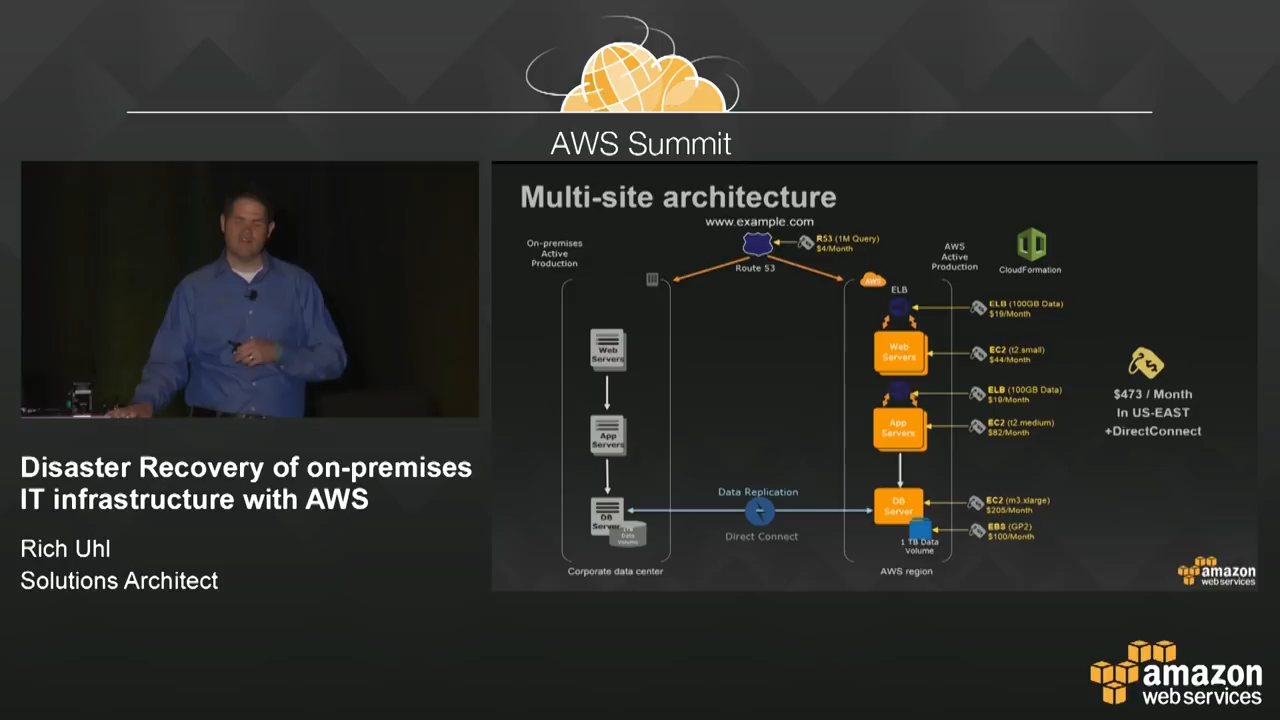 AWS Summit
Multi-site architecture
www.example.com
On-premises
Active
Production
R53 (1M Query)
$4/Month
Route 53
AWS
Active
Production
CloudFormation
AWS
ELB
ELB (100GB Data)
$19/Month
Web
Servers
Web
Servers
EC2 (t2.small)
$44/Month
ELB (100GB Data)
$19/Month
App
Servers
App
Servers
EC2 (t2.medium)
$82/Month
$473 / Month
In US-EAST
+DirectConnect
Data Replication
Direct Connect
DB
Server
1TB
Data
Volume
DB
Server
EC2 (m3.xlarge)
$205/Month
EBS (GP2)
$100/Month
1 TB Data
Volume
Corporate data center
AWS region
amazon
web services
Disaster Recovery of on-premises
IT infrastructure with AWS
Rich Uhl
Solutions Architect
amazon
web services